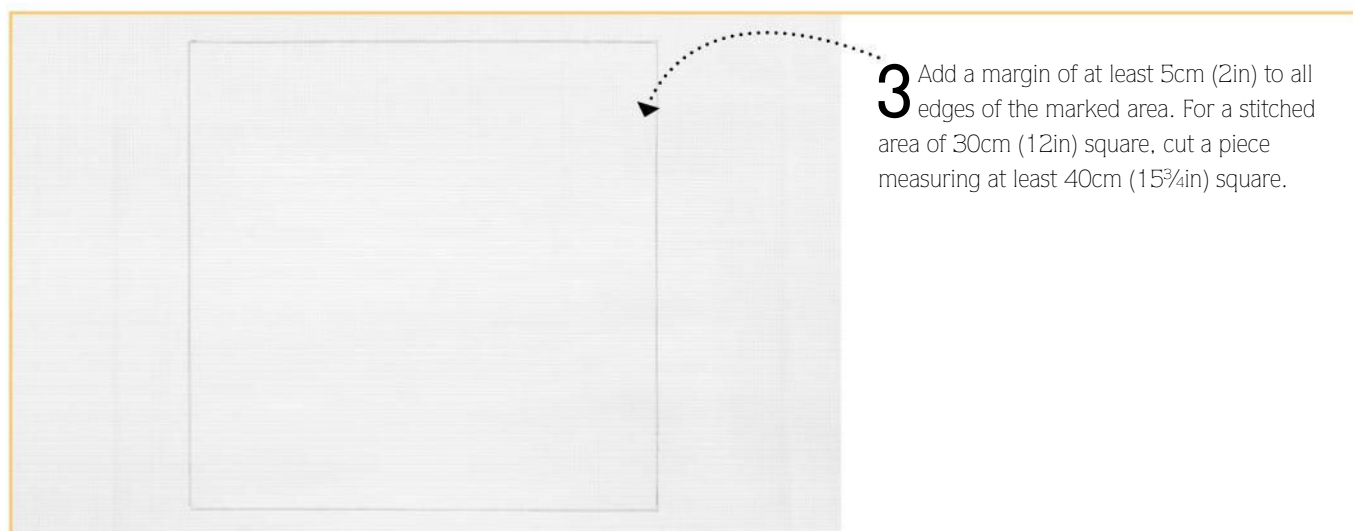 3 Add a margin of at least 5cm (2in) to all
edges of the marked area. For a stitched
area of 30cm (12in) square, cut a piece
measuring at least 40cm (15¾in) square.